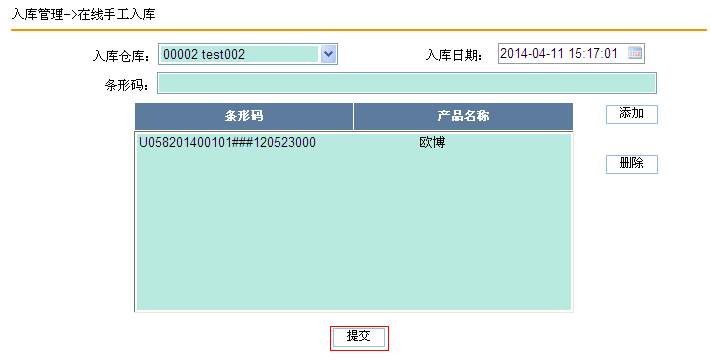 入库管理->在线手工入库
入库仓库： 00002 test002 入库日期： 2014-04-11 15:17:01
条形码：
条形码 产品名称 添加
U058201400101###120523000 欧博
删除
提交